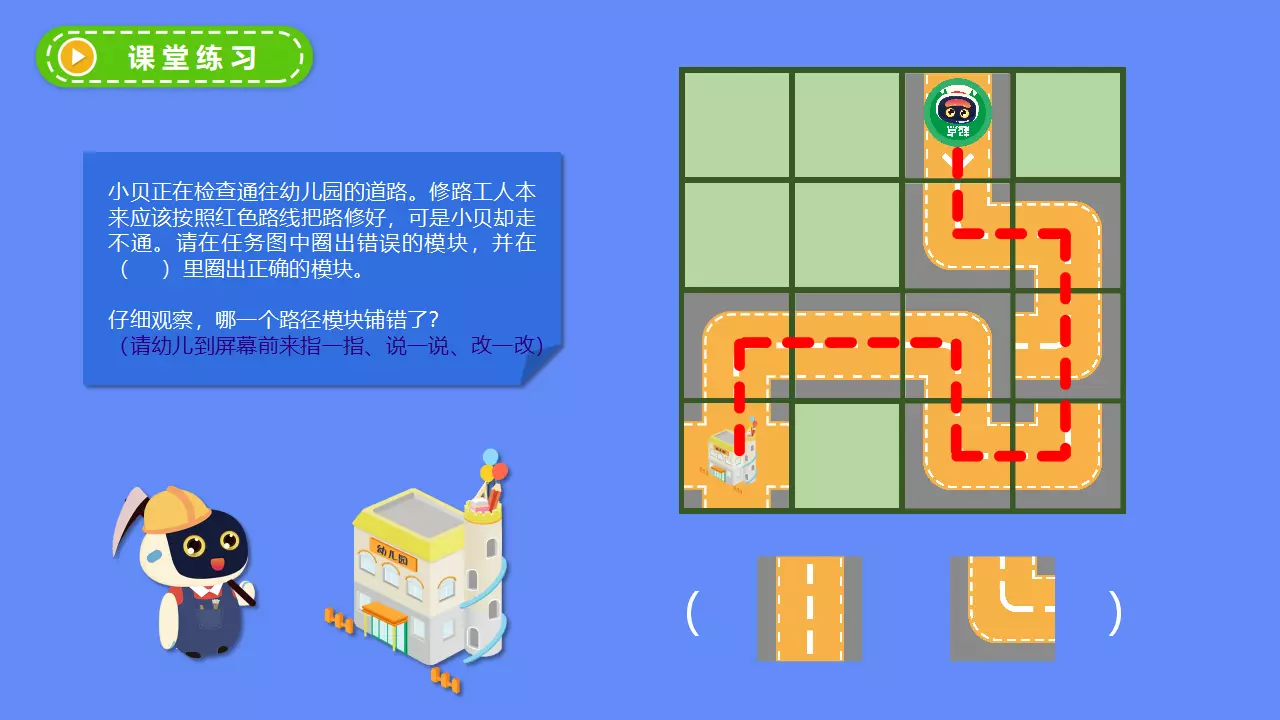 课堂练习
小贝正在检查通往幼儿园的道路。修路工人本
来应该按照红色路线把路修好，可是小贝却走
不通。请在任务图中圈出错误的模块，并在
（　）里圈出正确的模块。
仔细观察，哪一个路径模块铺错了?
（请幼儿到屏幕前来指一指、说一说、改一改）
起点
幼儿园
（　）